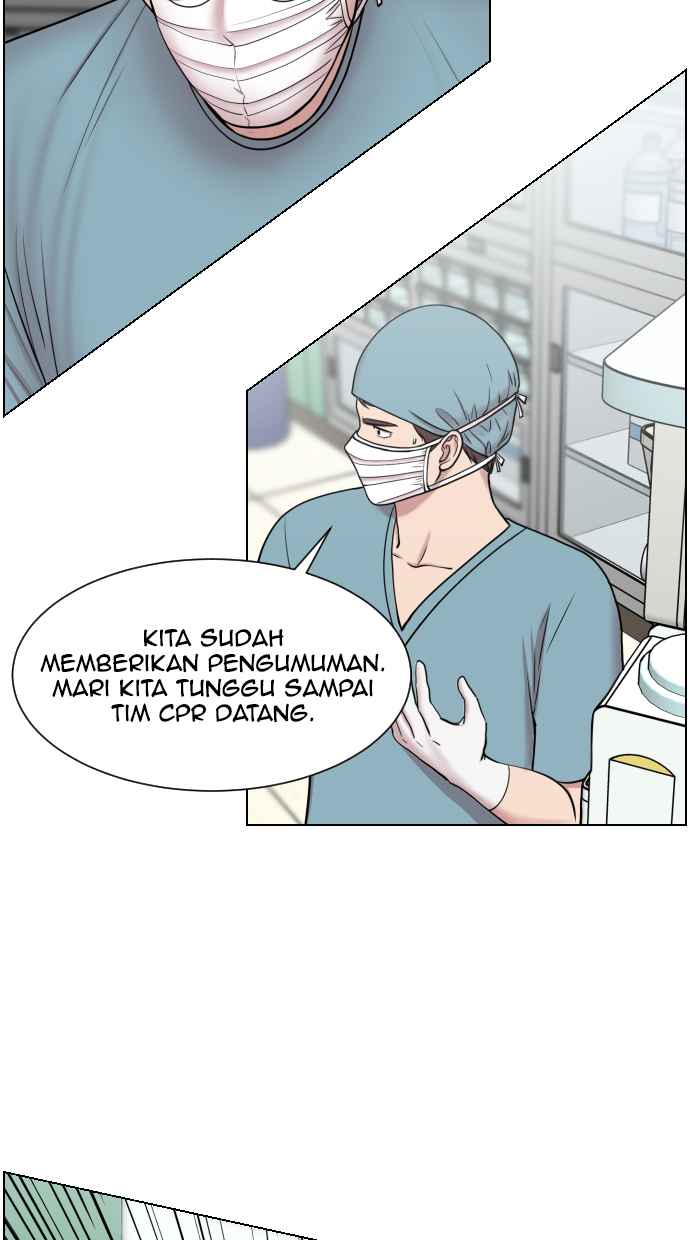 KITA SUDAH
MEMBERIKAN PENGUMUMAN.
MARI KITA TUNGGU SAMPAI
TIM CPR DATANG.